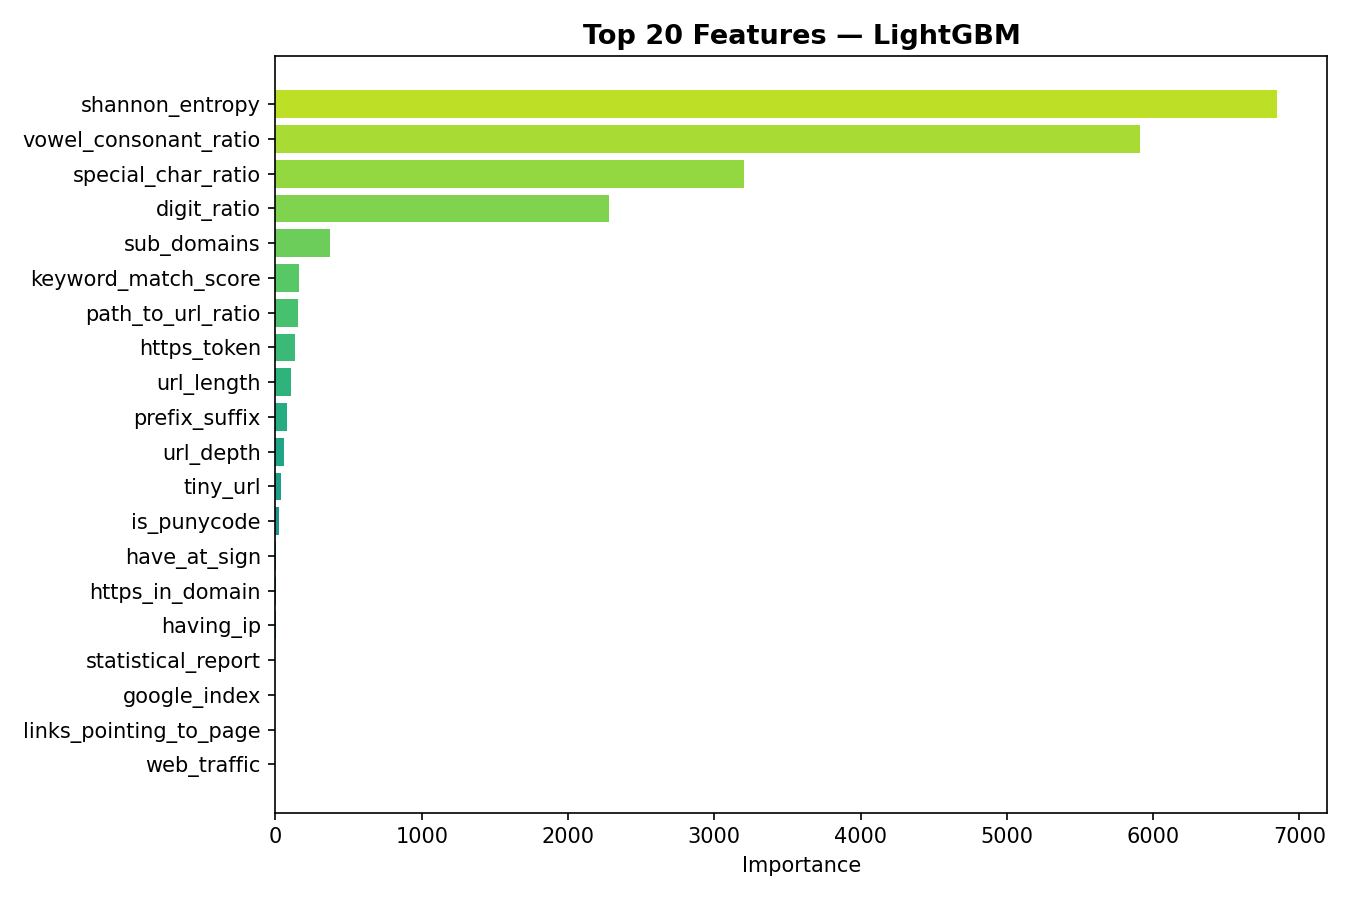 Top 20 Features — LightGBM
shannon_entropy
vowel_consonant_ratio
special_char_ratio
digit_ratio
sub_domains
keyword_match_score
path_to_url_ratio
https_token
url_length
prefix_suffix
url_depth
tiny_url
is_punycode
have_at_sign
https_in_domain
having_ip
statistical_report
google_index
links_pointing_to_page
web_traffic
0 1000 2000 3000 4000 5000 6000 7000
Importance